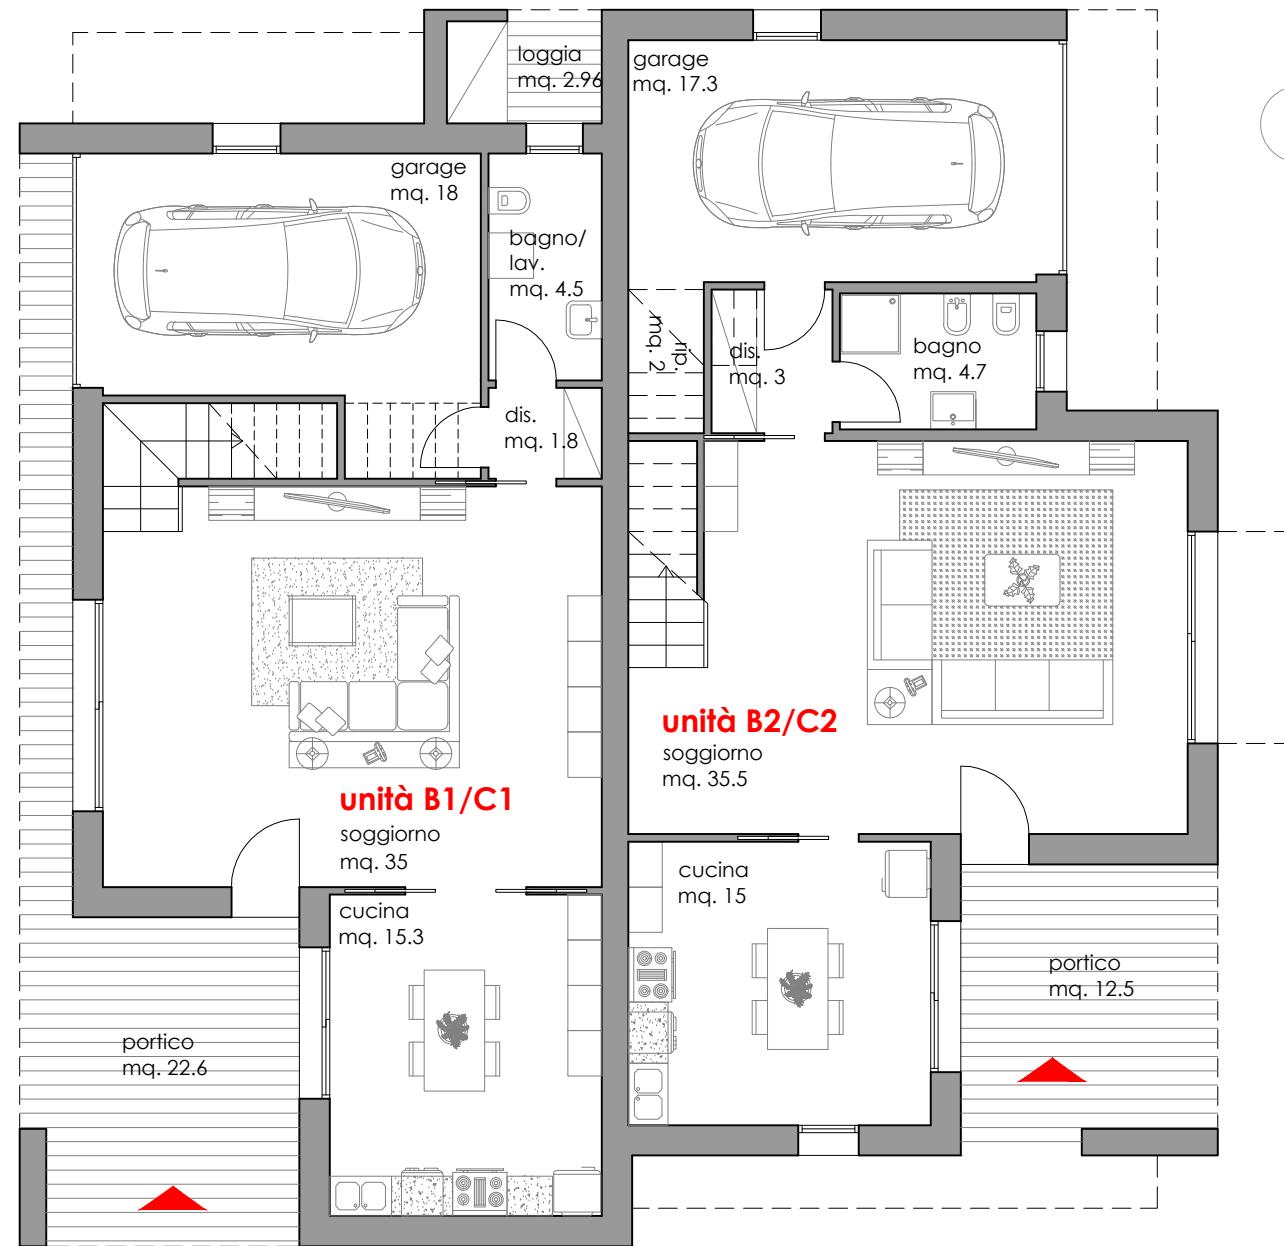 loggia
mq. 2.96
garage
mq. 17.3
garage
mq. 18
bagno/
lav.
mq. 4.5
rip.
mq. 2
dis.
mq. 3
bagno
mq. 4.7
dis.
mq. 1.8
unità B2/C2
soggiorno
mq. 35.5
unità B1/C1
soggiorno
mq. 35
cucina
mq. 15
cucina
mq. 15.3
portico
mq. 12.5
portico
mq. 22.6